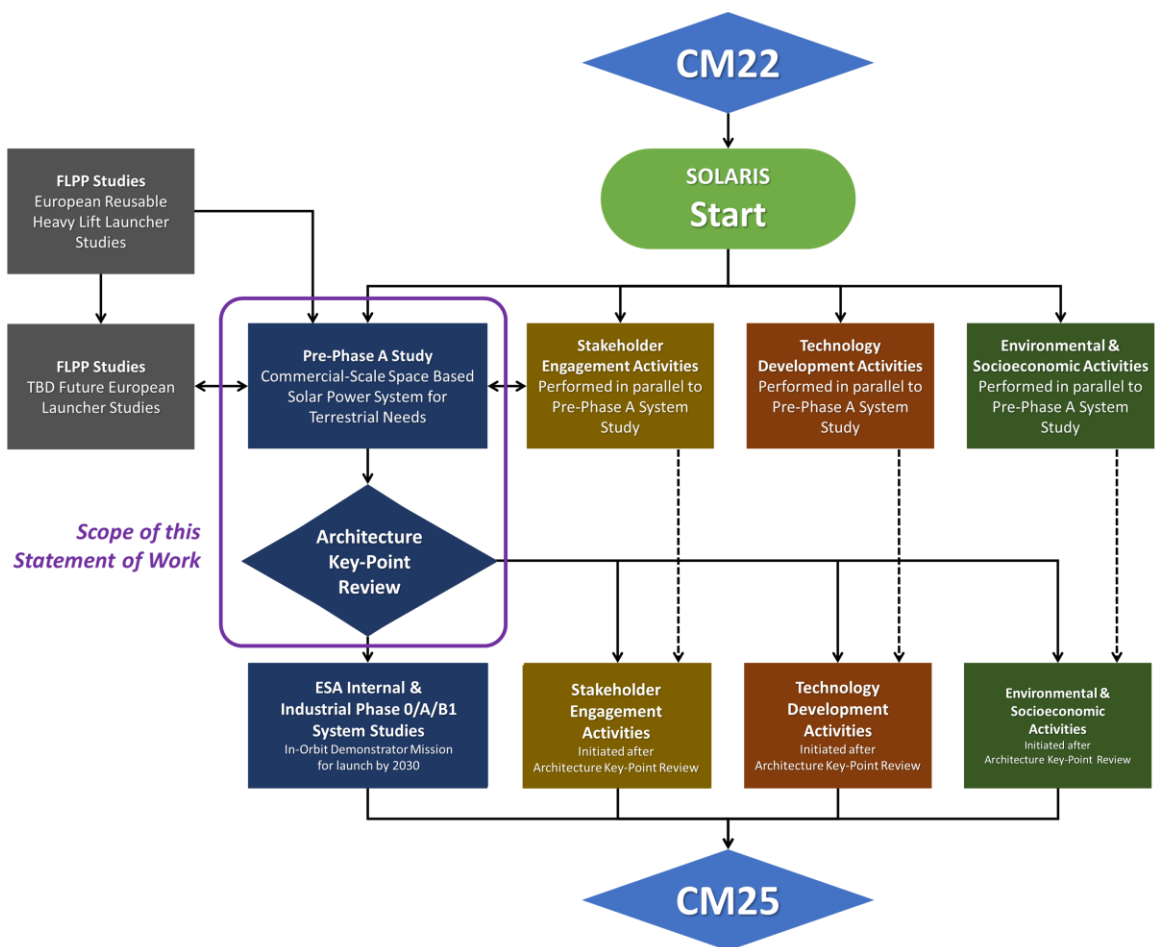 CM22
SOLARIS
Start
FLPP Studies
European Reusable
Heavy Lift Launcher
Studies
FLPP Studies
TBD Future European
Launcher Studies
Pre-Phase A Study
Commercial-Scale Space Based
Solar Power System for
Terrestrial Needs
Stakeholder
Engagement Activities
Performed in parallel to
Pre-Phase A System
Study
Technology
Development Activities
Performed in parallel to
Pre-Phase A System
Study
Environmental &
Socioeconomic Activities
Performed in parallel to
Pre-Phase A System
Study
Scope of this
Statement of Work
Architecture
Key-Point
Review
ESA Internal &
Industrial Phase 0/A/B1
System Studies
In-Orbit Demonstrator Mission
for launch by 2030
Stakeholder
Engagement
Activities
Initiated after
Architecture Key-Point Review
Technology
Development
Activities
Initiated after
Architecture Key-Point Review
Environmental &
Socioeconomic
Activities
Initiated after
Architecture Key-Point Review
CM25